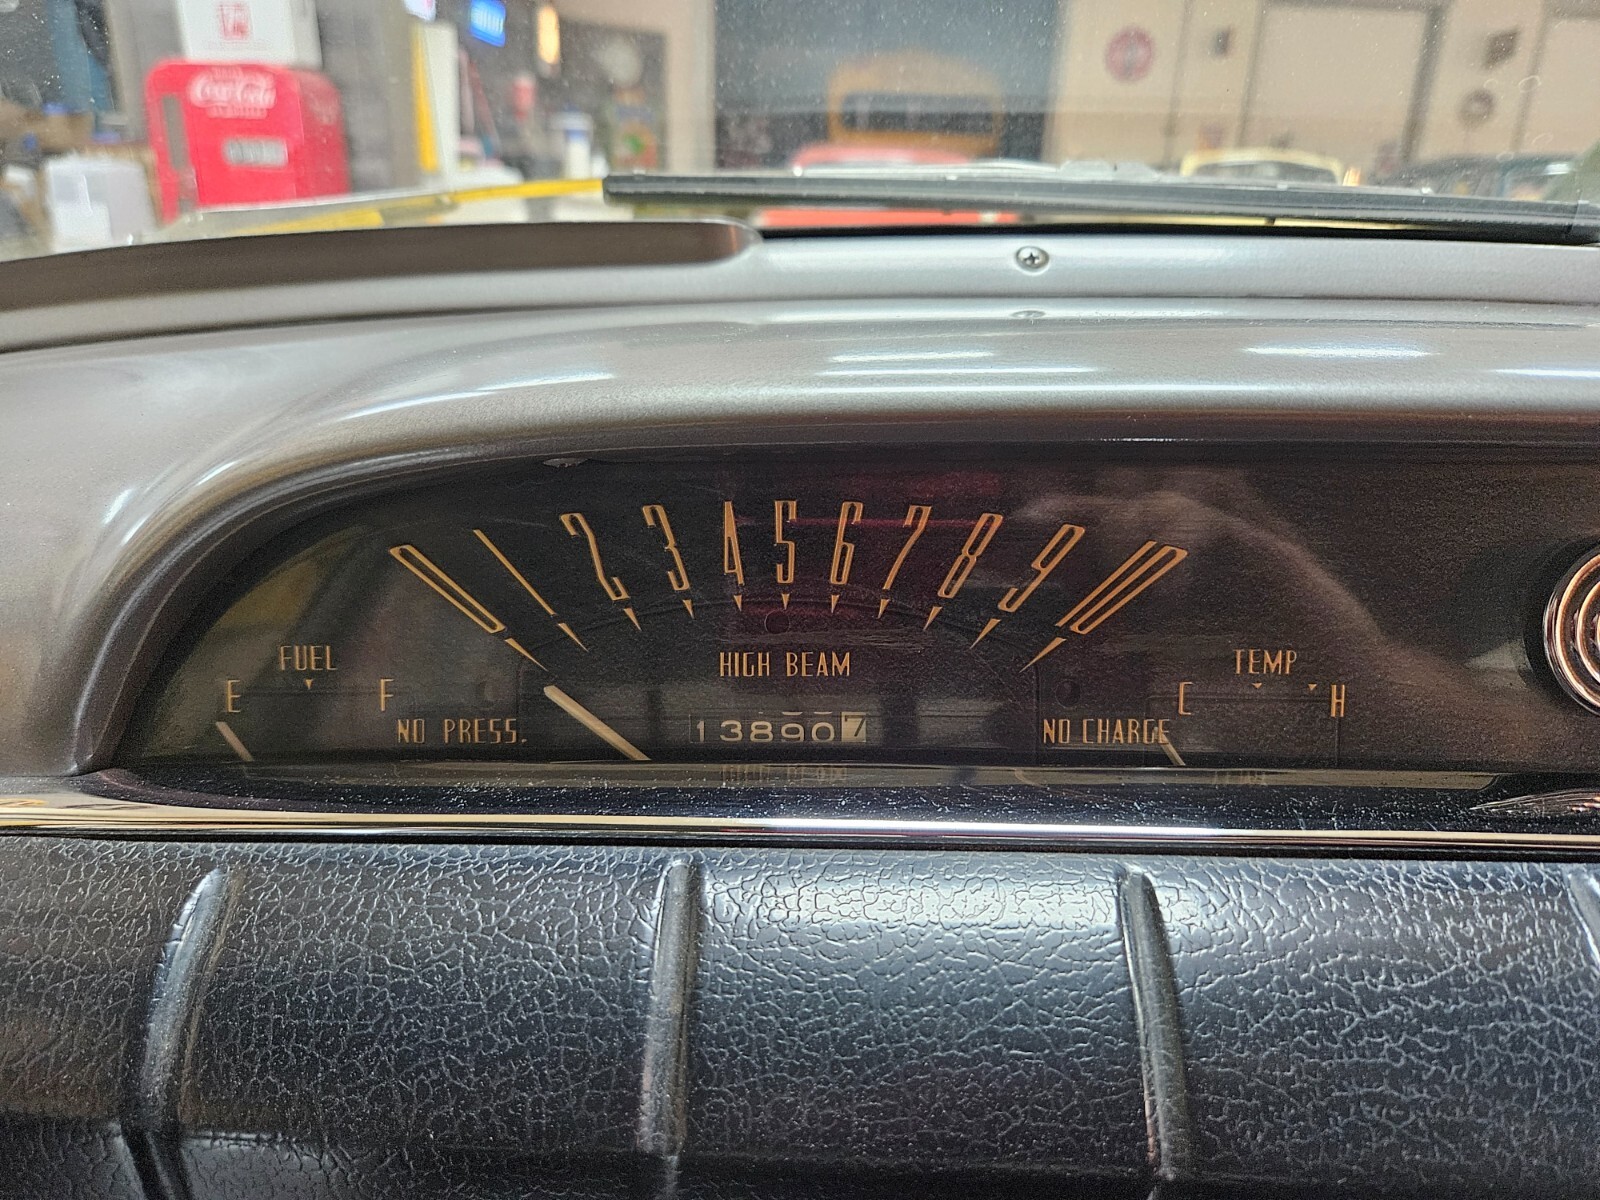 Coca-Cola
0 1 2 3 4 5 6 7 8 9 10
FUEL
HIGH BEAM
TEMP
E F
C H
NO PRESS.
138907
NO CHARGE